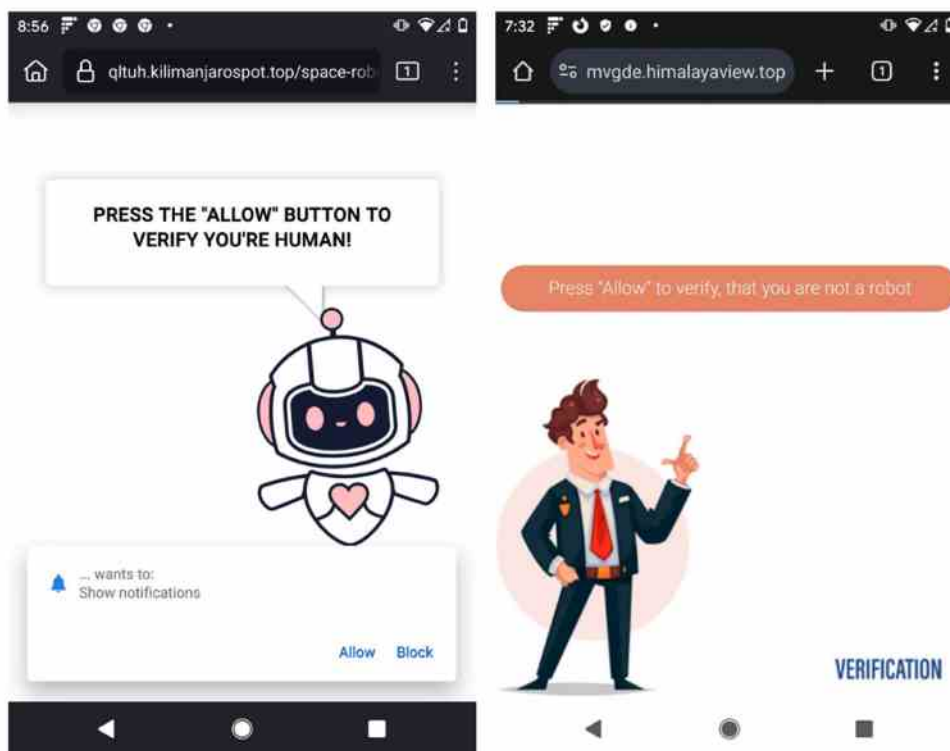 8:56
qltuh.kilimanjarospot.top/space-rob
1
PRESS THE "ALLOW" BUTTON TO
VERIFY YOU'RE HUMAN!
... wants to:
Show notifications
Allow Block
7:32
mvgde.himalayaview.top
1
Press "Allow" to verify, that you are not a robot
VERIFICATION